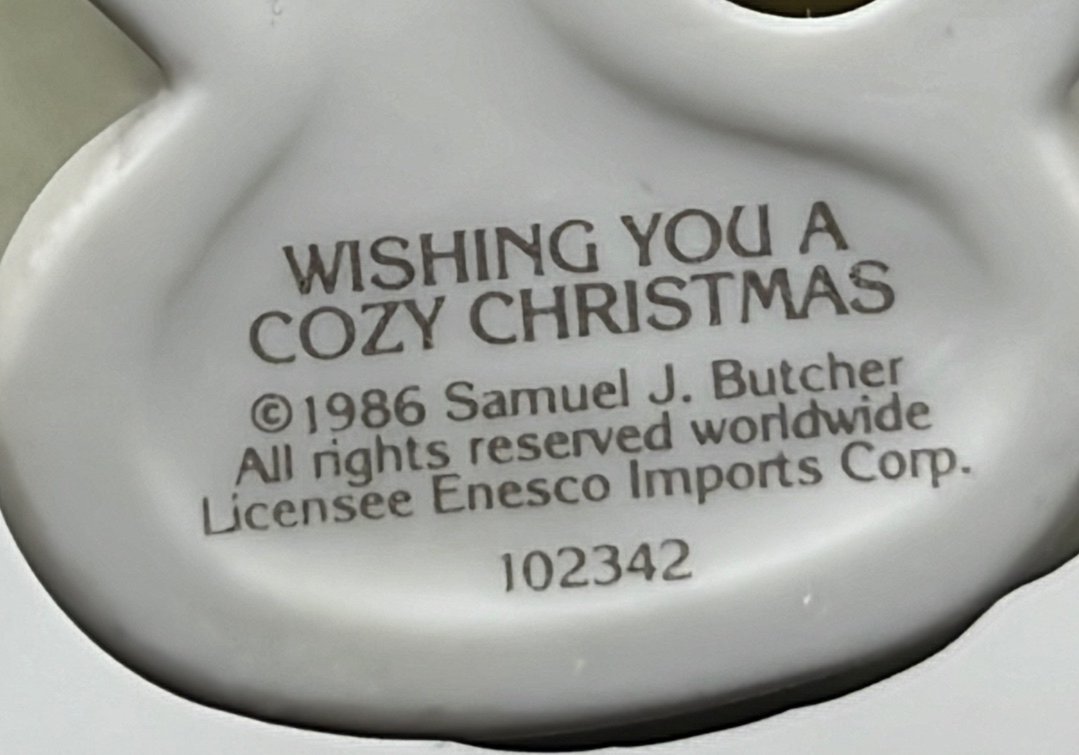 WISHING YOU A
COZY CHRISTMAS
©1986 Samuel J. Butcher
All rights reserved worldwide
Licensee Enesco Imports Corp.
102342